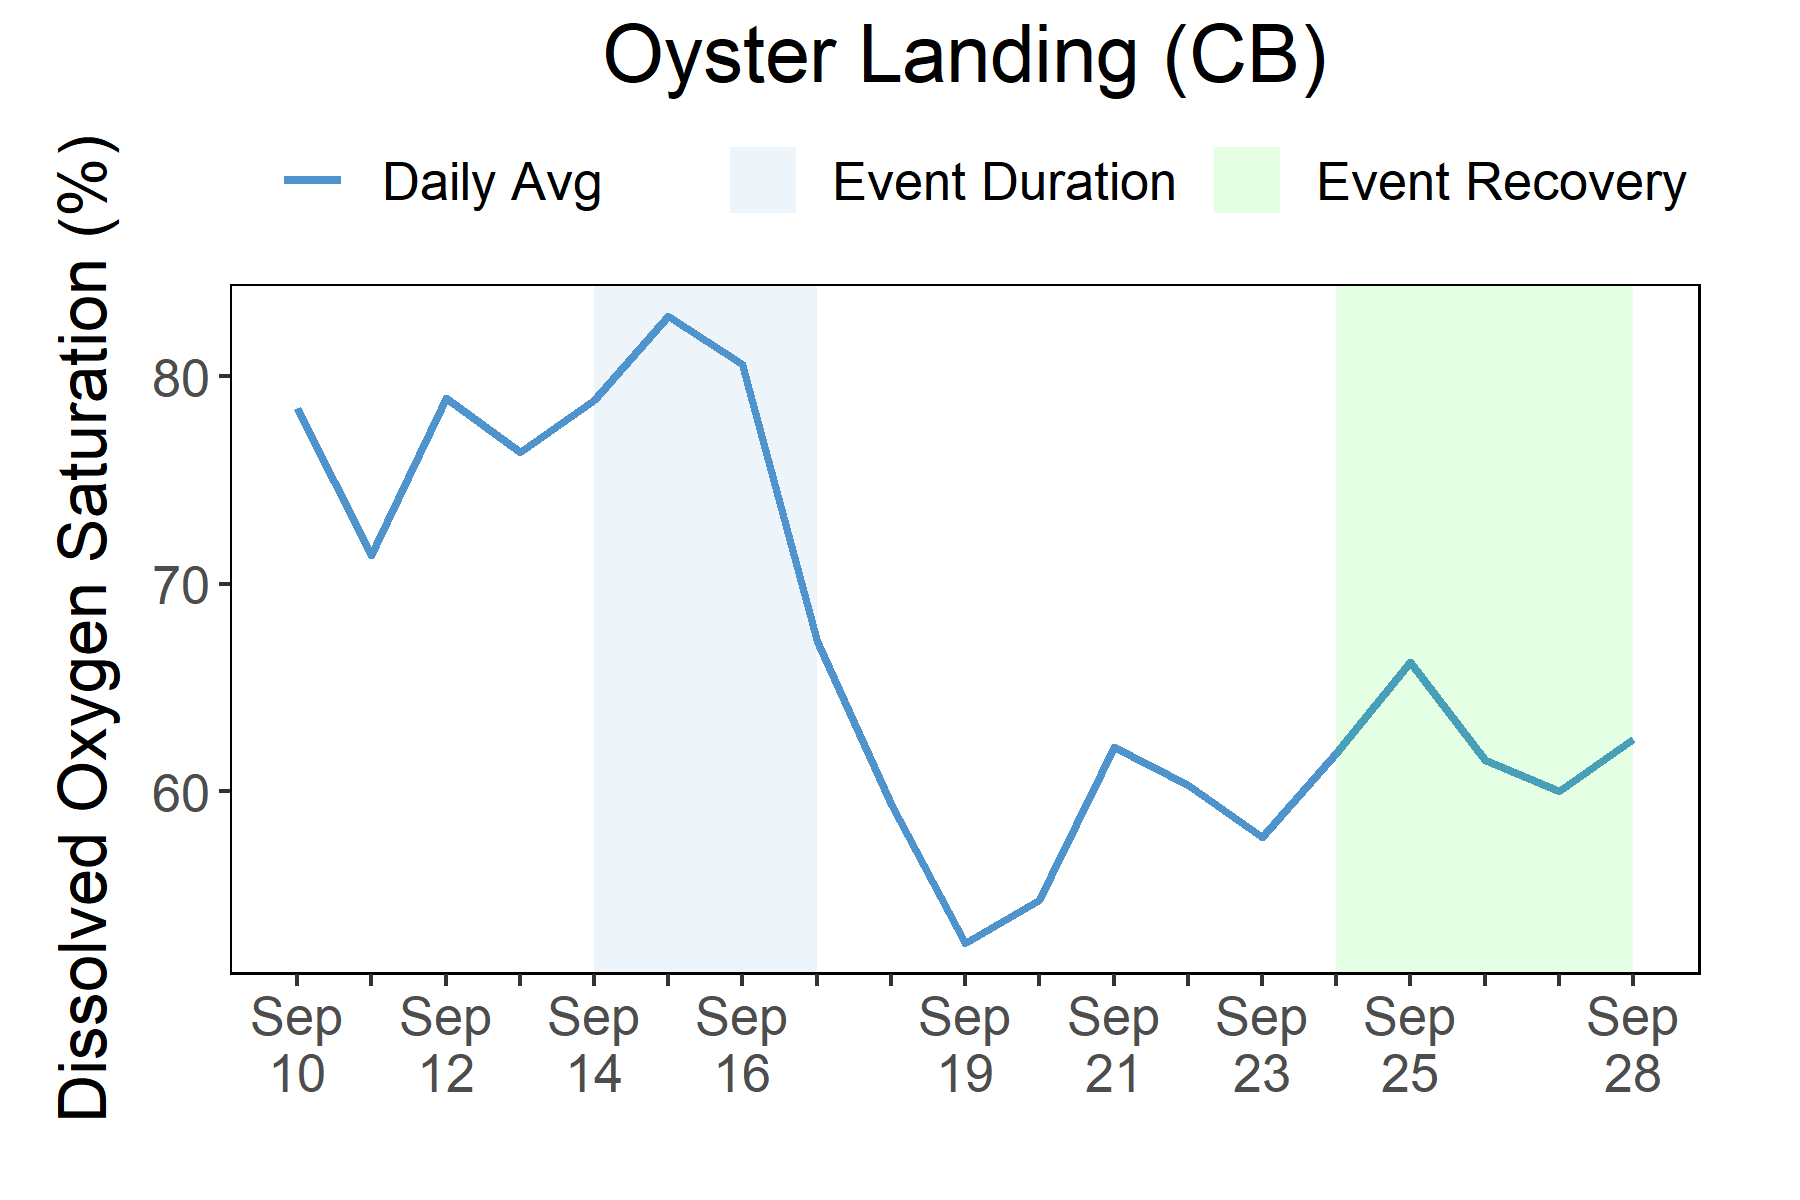 Oyster Landing (CB)
Daily Avg
Event Duration
Event Recovery
Dissolved Oxygen Saturation (%)
80
70
60
Sep 10
Sep 12
Sep 14
Sep 16
Sep 19
Sep 21
Sep 23
Sep 25
Sep 28